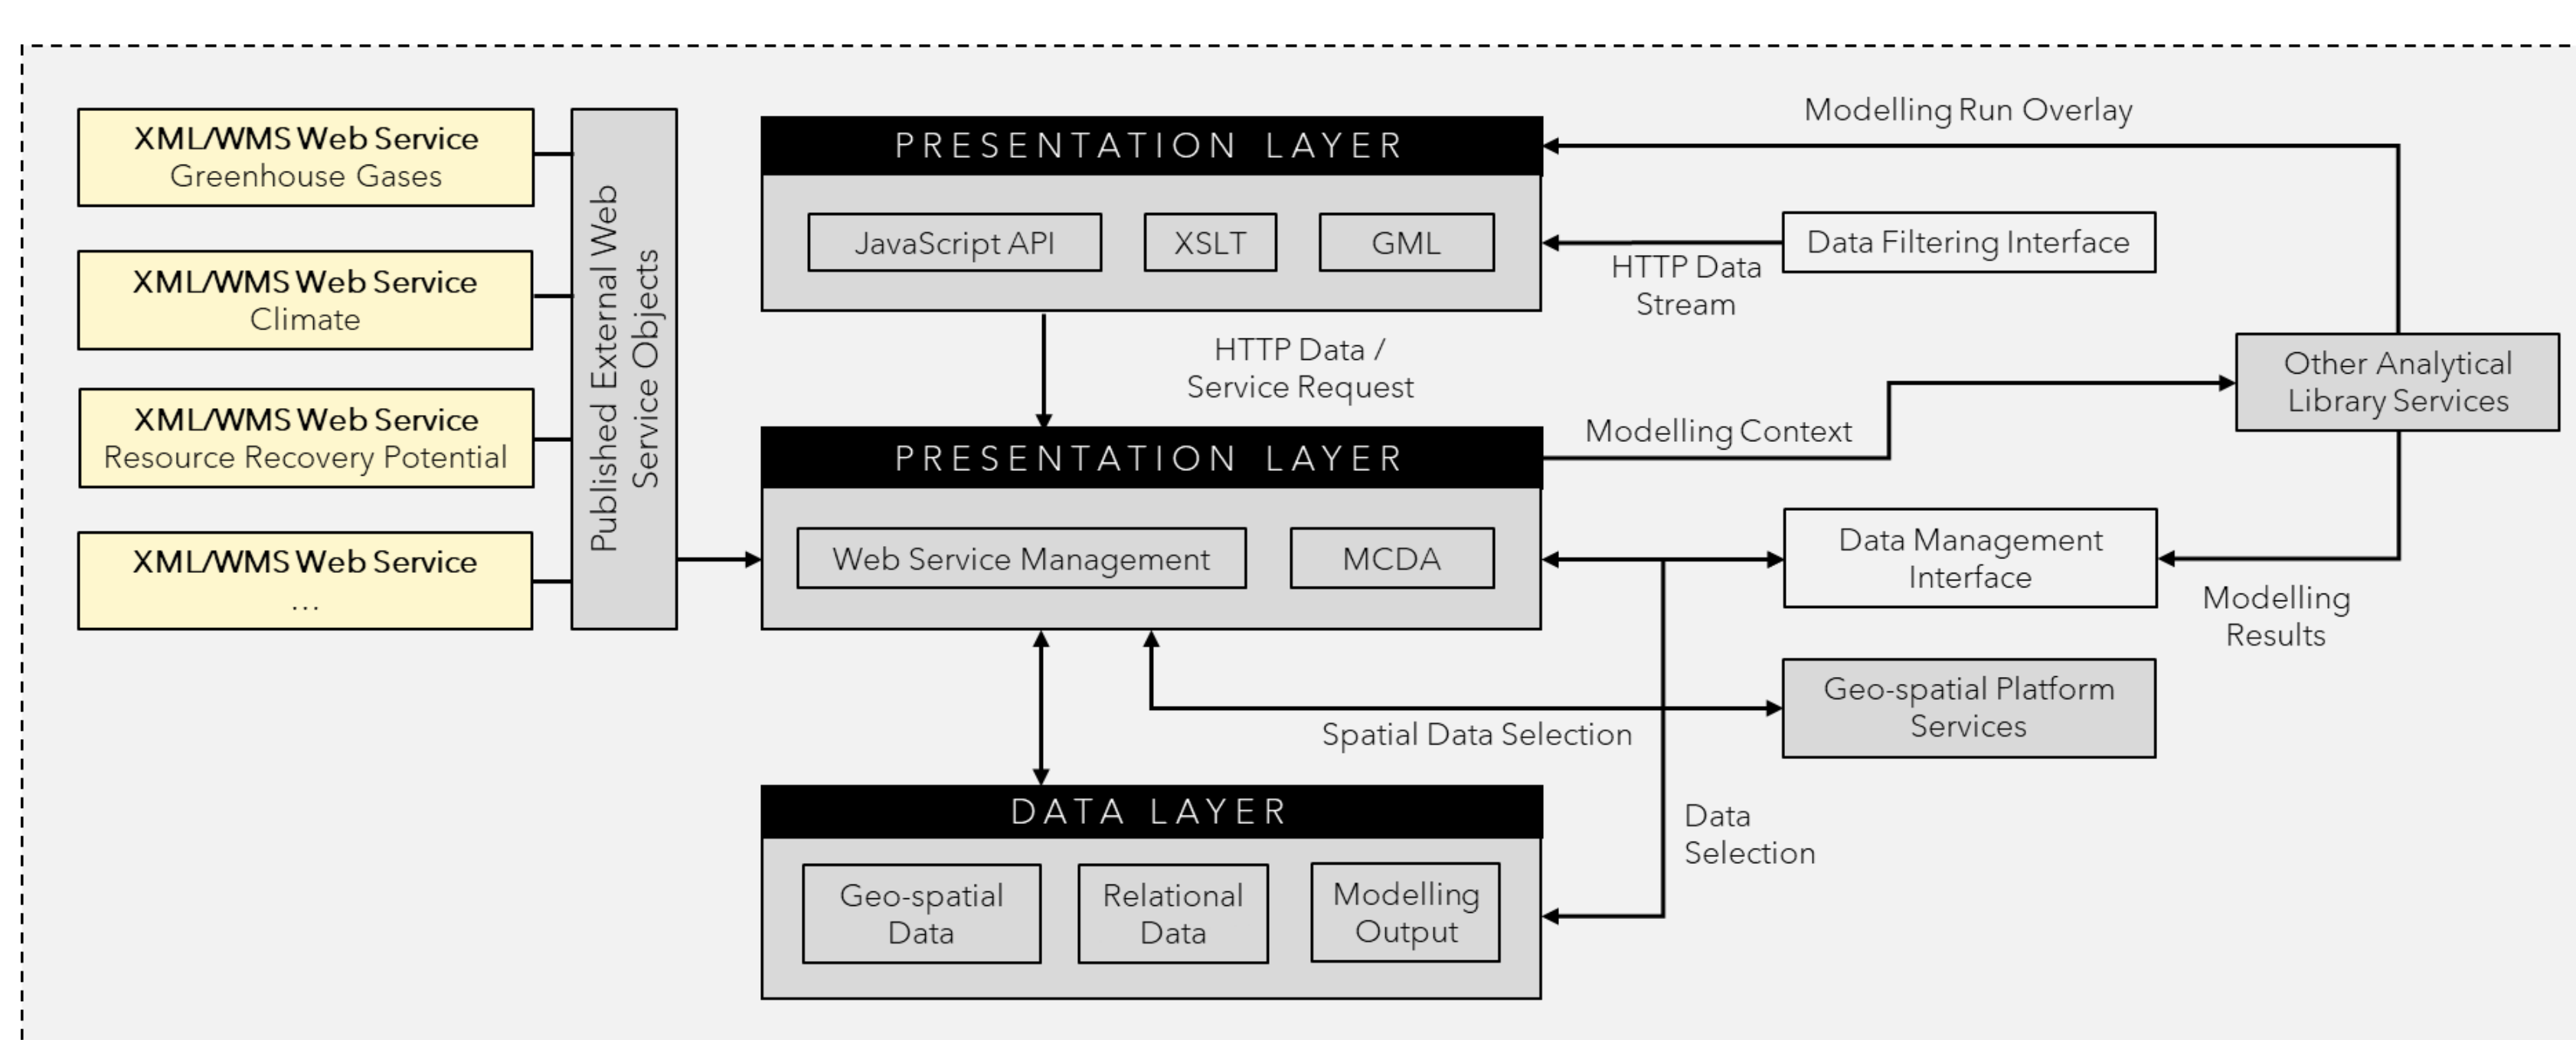 XML/WMS Web Service
Greenhouse Gases
XML/WMS Web Service
Climate
XML/WMS Web Service
Resource Recovery Potential
XML/WMS Web Service
...
Published External Web
Service Objects
PRESENTATION LAYER
JavaScript API
XSLT
GML
HTTP Data /
Service Request
PRESENTATION LAYER
Web Service Management
MCDA
DATA LAYER
Geo-spatial
Data
Relational
Data
Modelling
Output
Modelling Run Overlay
Data Filtering Interface
HTTP Data
Stream
Other Analytical
Library Services
Modelling Context
Data Management
Interface
Modelling
Results
Geo-spatial Platform
Services
Spatial Data Selection
Data
Selection